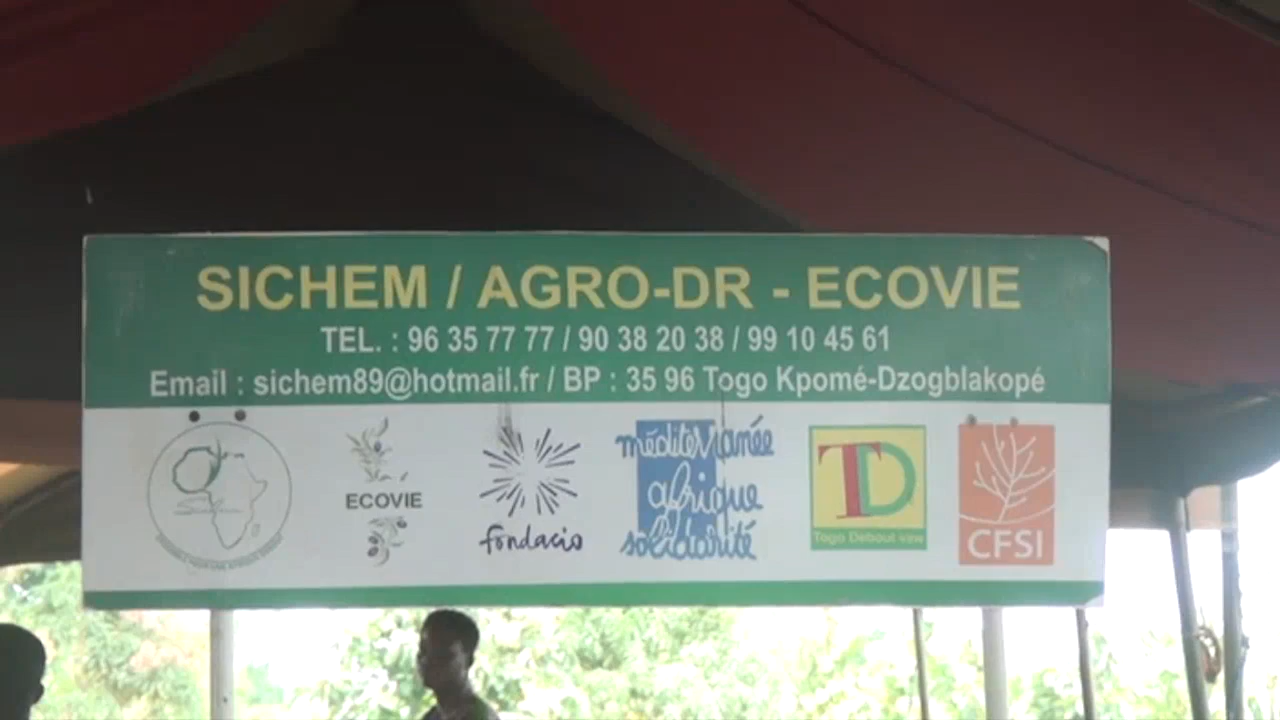 SICHEM / AGRO-DR - ECOVIE
TEL. : 96 35 77 77 / 90 38 20 38 / 99 10 45 61
Email : sichem89@hotmail.fr / BP : 35 96 Togo Kpomé-Dzogblakopé
ECOVIE
fondacio
méditerranée
afrique
solidarité
TD
Togo Debout
CFSI